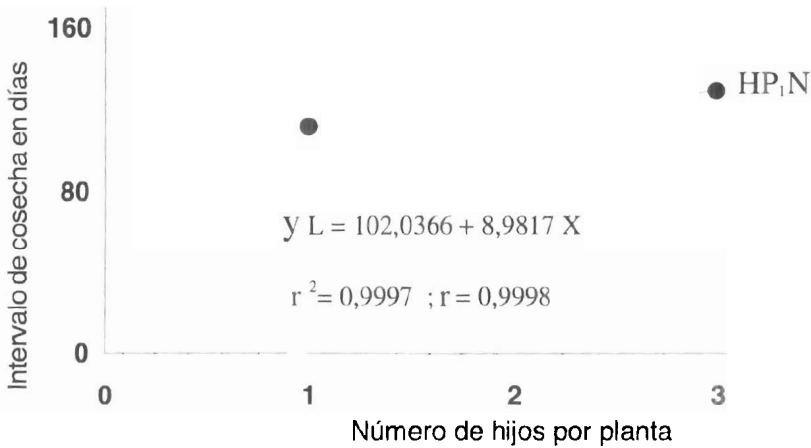 Intervalo de cosecha en días
160
80
0
HP₁N
y L = 102,0366 + 8,9817 X
r ²= 0,9997 ; r = 0,9998
0 1 2 3
Número de hijos por planta